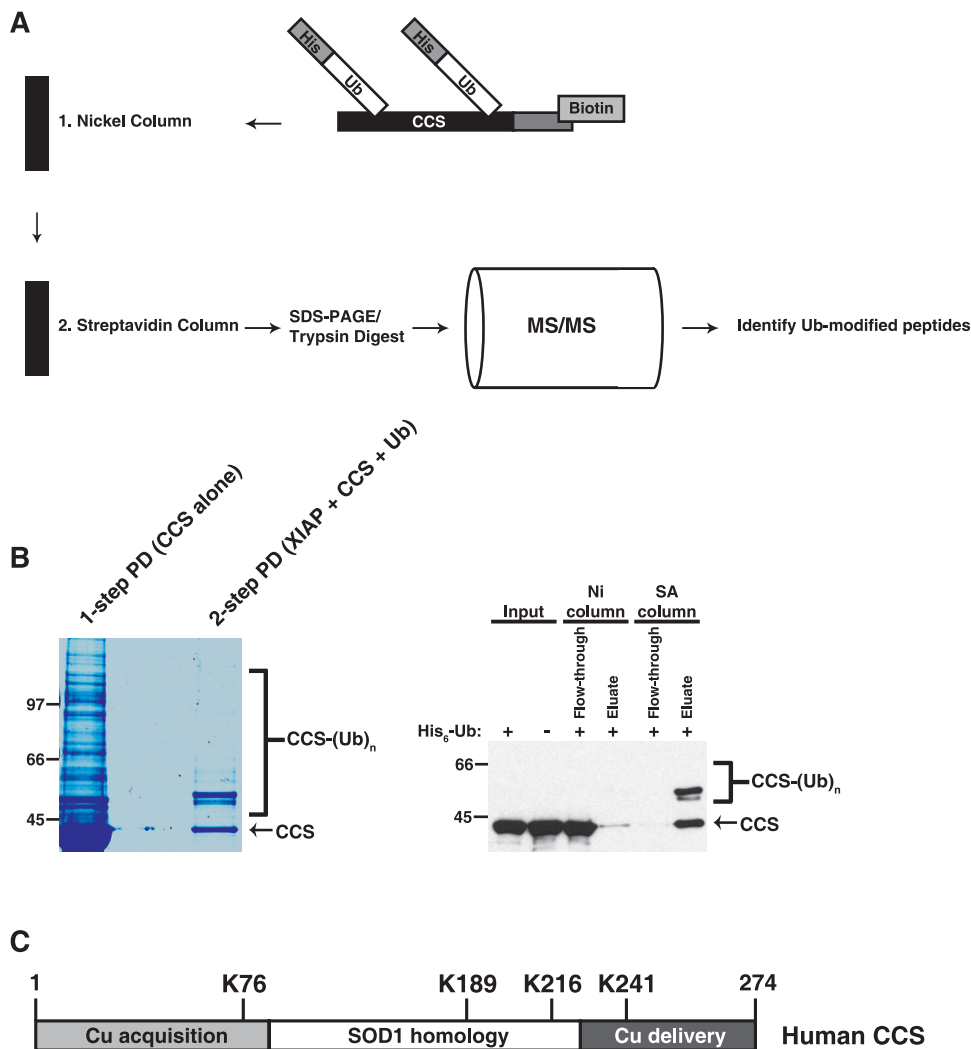 A
His
Ub
His
Ub
Biotin
CCS
1. Nickel Column
2. Streptavidin Column
SDS-PAGE/
Trypsin Digest
MS/MS
Identify Ub-modified peptides
B
1-step PD (CCS alone)
2-step PD (XIAP + CCS + Ub)
97
66
45
CCS-(Ub)n
CCS
Input
Ni
column
SA
column
Flow-through
Eluate
Flow-through
Eluate
His6-Ub: + - + + + +
66
45
CCS-(Ub)n
CCS
C
1 K76 K189 K216 K241 274
Cu acquisition SOD1 homology Cu delivery Human CCS